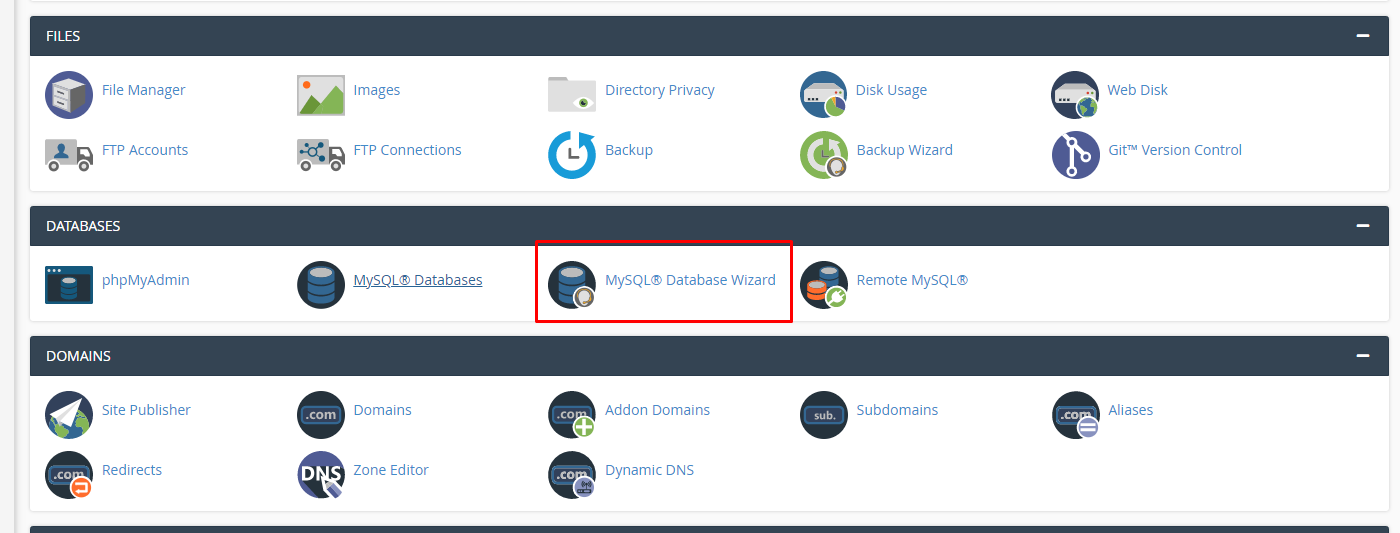 FILES
File Manager
Images
Directory Privacy
Disk Usage
Web Disk
FTP Accounts
FTP Connections
Backup
Backup Wizard
Git™ Version Control
DATABASES
phpMyAdmin
MySQL® Databases
MySQL® Database Wizard
Remote MySQL®
DOMAINS
.com
.com
sub.
.com
Site Publisher
Domains
Addon Domains
Subdomains
Aliases
.com
DNS
.com
Redirects
Zone Editor
Dynamic DNS